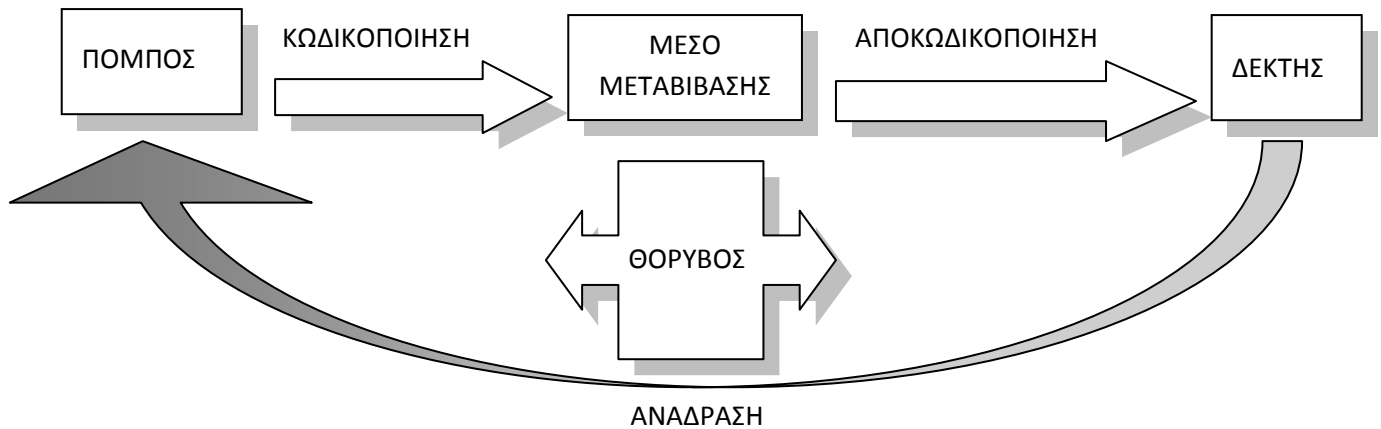 ΠΟΜΠΟΣ
ΚΩΔΙΚΟΠΟΙΗΣΗ
ΜΕΣΟ
ΜΕΤΑΒΙΒΑΣΗΣ
ΑΠΟΚΩΔΙΚΟΠΟΙΗΣΗ
ΔΕΚΤΗΣ
ΘΟΡΥΒΟΣ
ΑΝΑΔΡΑΣΗ